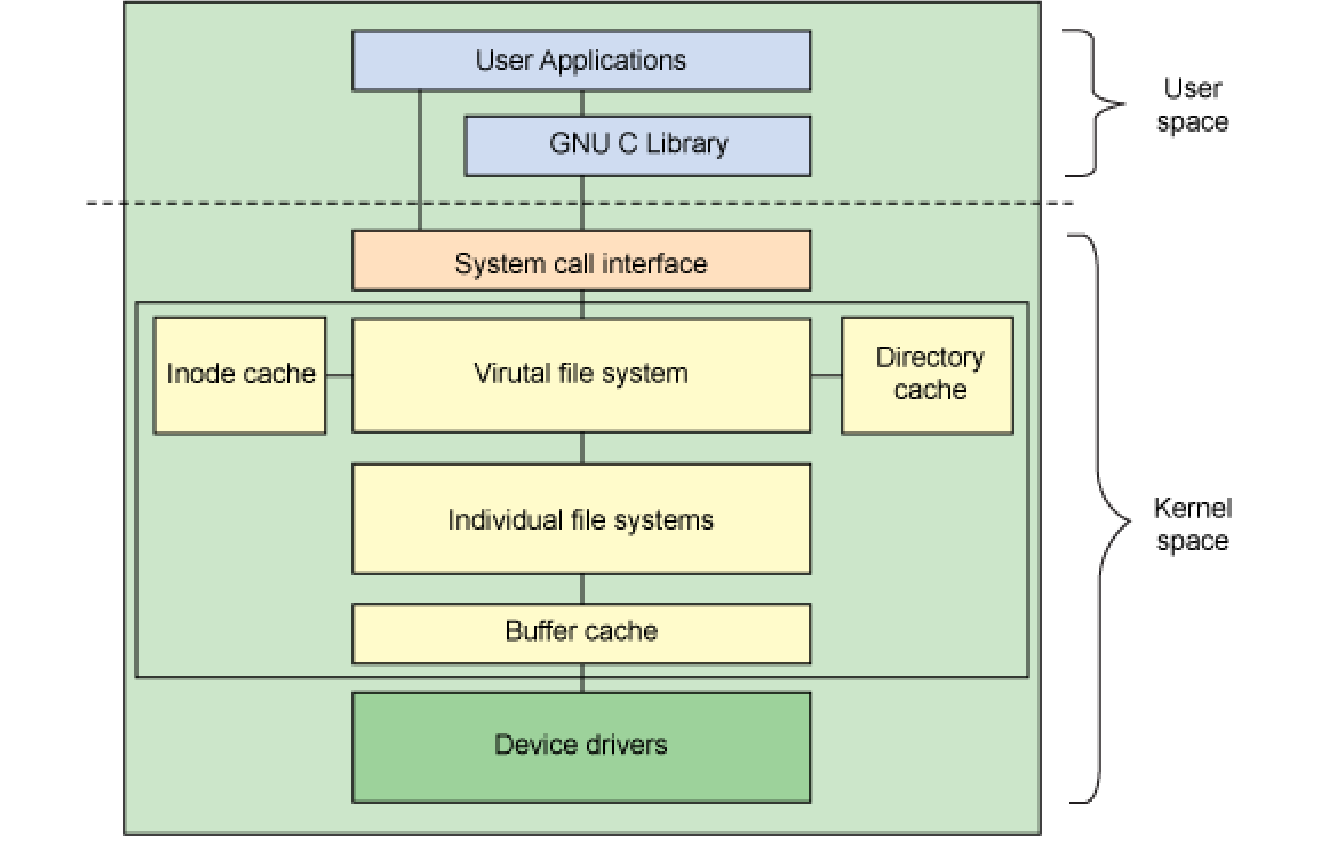 User Applications
User
space
GNU C Library
System call interface
Inode cache
Virutal file system
Directory
cache
Individual file systems
Kernel
space
Buffer cache
Device drivers